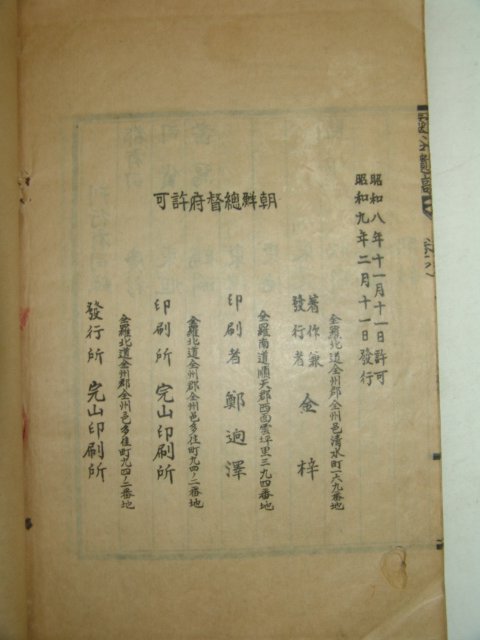 昭和八年十一月十一日許可
昭和九年二月十一日發行
朝鮮總督府許可
全羅北道全州郡全州邑淸水町一六九番地
著作兼
發行者 金梓
全羅南道順天郡西面雲坪里三九四番地
印刷者 鄭逈澤
全羅北道全州郡全州邑多佳町九四ノ二番地
印刷所 完山印刷所
全羅北道全州郡全州邑多佳町九四ノ二番地
發行所 完山印刷所